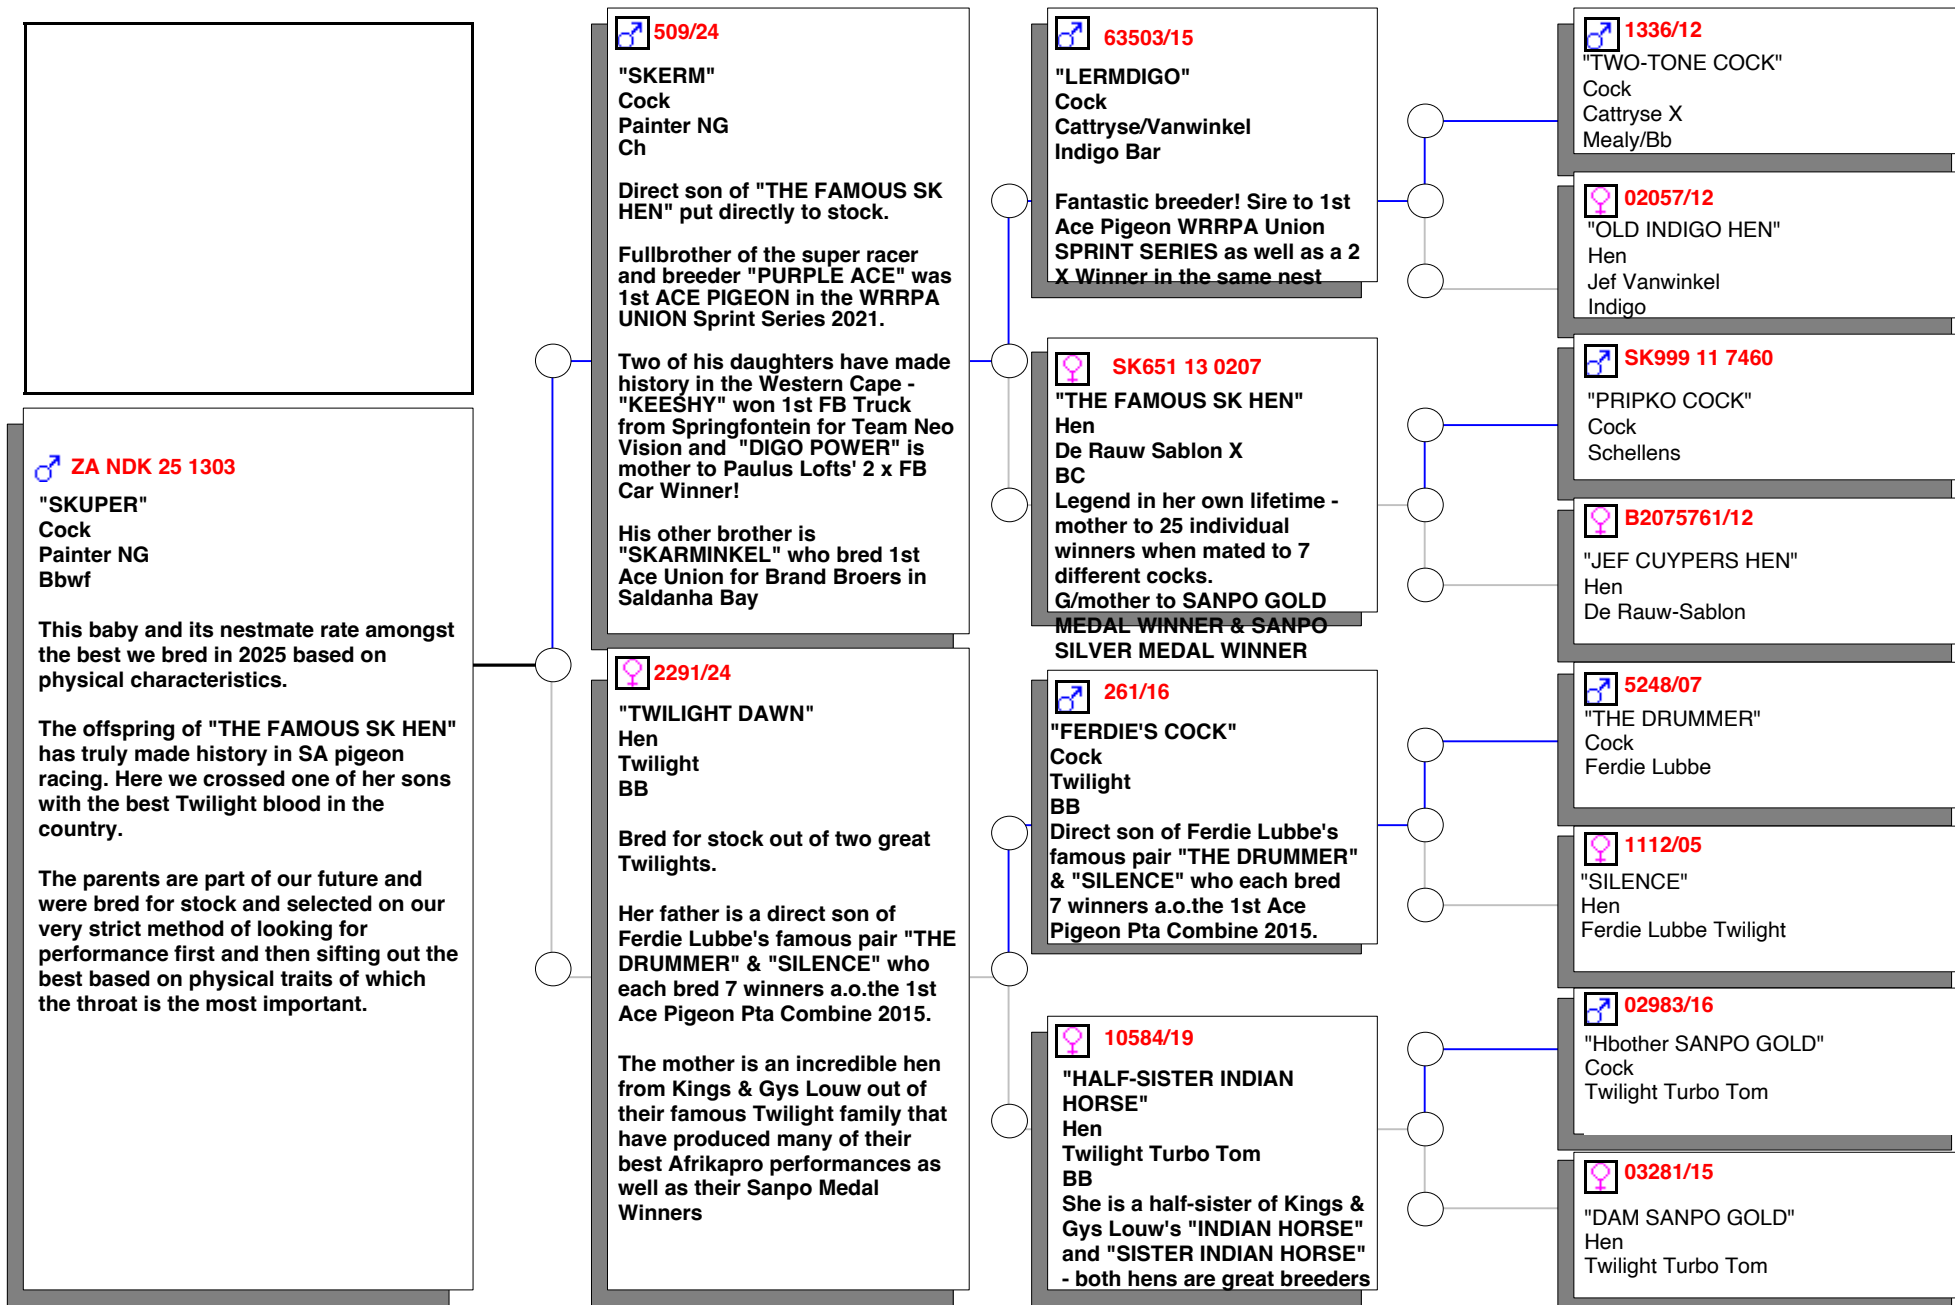 ZA NDK 25 1303
"SKUPER"
Cock
Painter NG
Bbwf
This baby and its nestmate rate amongst
the best we bred in 2025 based on
physical characteristics.
The offspring of "THE FAMOUS SK HEN"
has truly made history in SA pigeon
racing. Here we crossed one of her sons
with the best Twilight blood in the
country.
The parents are part of our future and
were bred for stock and selected on our
very strict method of looking for
performance first and then sifting out the
best based on physical traits of which
the throat is the most important.
509/24
"SKERM"
Cock
Painter NG
Ch
Direct son of "THE FAMOUS SK
HEN" put directly to stock.
Fullbrother of the super racer
and breeder "PURPLE ACE" was
1st ACE PIGEON in the WRRPA
UNION Sprint Series 2021.
Two of his daughters have made
history in the Western Cape -
"KEESHY" won 1st FB Truck
from Springfontein for Team Neo
Vision and  "DIGO POWER" is
mother to Paulus Lofts' 2 x FB
Car Winner!
His other brother is
"SKARMINKEL" who bred 1st
Ace Union for Brand Broers in
Saldanha Bay
2291/24
"TWILIGHT DAWN"
Hen
Twilight
BB
Bred for stock out of two great
Twilights.
Her father is a direct son of
Ferdie Lubbe's famous pair "THE
DRUMMER" & "SILENCE" who
each bred 7 winners a.o.the 1st
Ace Pigeon Pta Combine 2015.
The mother is an incredible hen
from Kings & Gys Louw out of
their famous Twilight family that
have produced many of their
best Afrikapro performances as
well as their Sanpo Medal
Winners
63503/15
"LERMDIGO"
Cock
Cattryse/Vanwinkel
Indigo Bar
Fantastic breeder! Sire to 1st
Ace Pigeon WRRPA Union
SPRINT SERIES as well as a 2
X Winner in the same nest
SK651 13 0207
"THE FAMOUS SK HEN"
Hen
De Rauw Sablon X
BC
Legend in her own lifetime -
mother to 25 individual
winners when mated to 7
different cocks.
G/mother to SANPO GOLD
MEDAL WINNER & SANPO
SILVER MEDAL WINNER
261/16
"FERDIE'S COCK"
Cock
Twilight
BB
Direct son of Ferdie Lubbe's
famous pair "THE DRUMMER"
& "SILENCE" who each bred
7 winners a.o.the 1st Ace
Pigeon Pta Combine 2015.
10584/19
"HALF-SISTER INDIAN
HORSE"
Hen
Twilight Turbo Tom
BB
She is a half-sister of Kings &
Gys Louw's "INDIAN HORSE"
and "SISTER INDIAN HORSE"
- both hens are great breeders
1336/12
"TWO-TONE COCK"
Cock
Cattryse X
Mealy/Bb
02057/12
"OLD INDIGO HEN"
Hen
Jef Vanwinkel
Indigo
SK999 11 7460
"PRIPKO COCK"
Cock
Schellens
B2075761/12
"JEF CUYPERS HEN"
Hen
De Rauw-Sablon
5248/07
"THE DRUMMER"
Cock
Ferdie Lubbe
1112/05
"SILENCE"
Hen
Ferdie Lubbe Twilight
02983/16
"Hbother SANPO GOLD"
Cock
Twilight Turbo Tom
03281/15
"DAM SANPO GOLD"
Hen
Twilight Turbo Tom